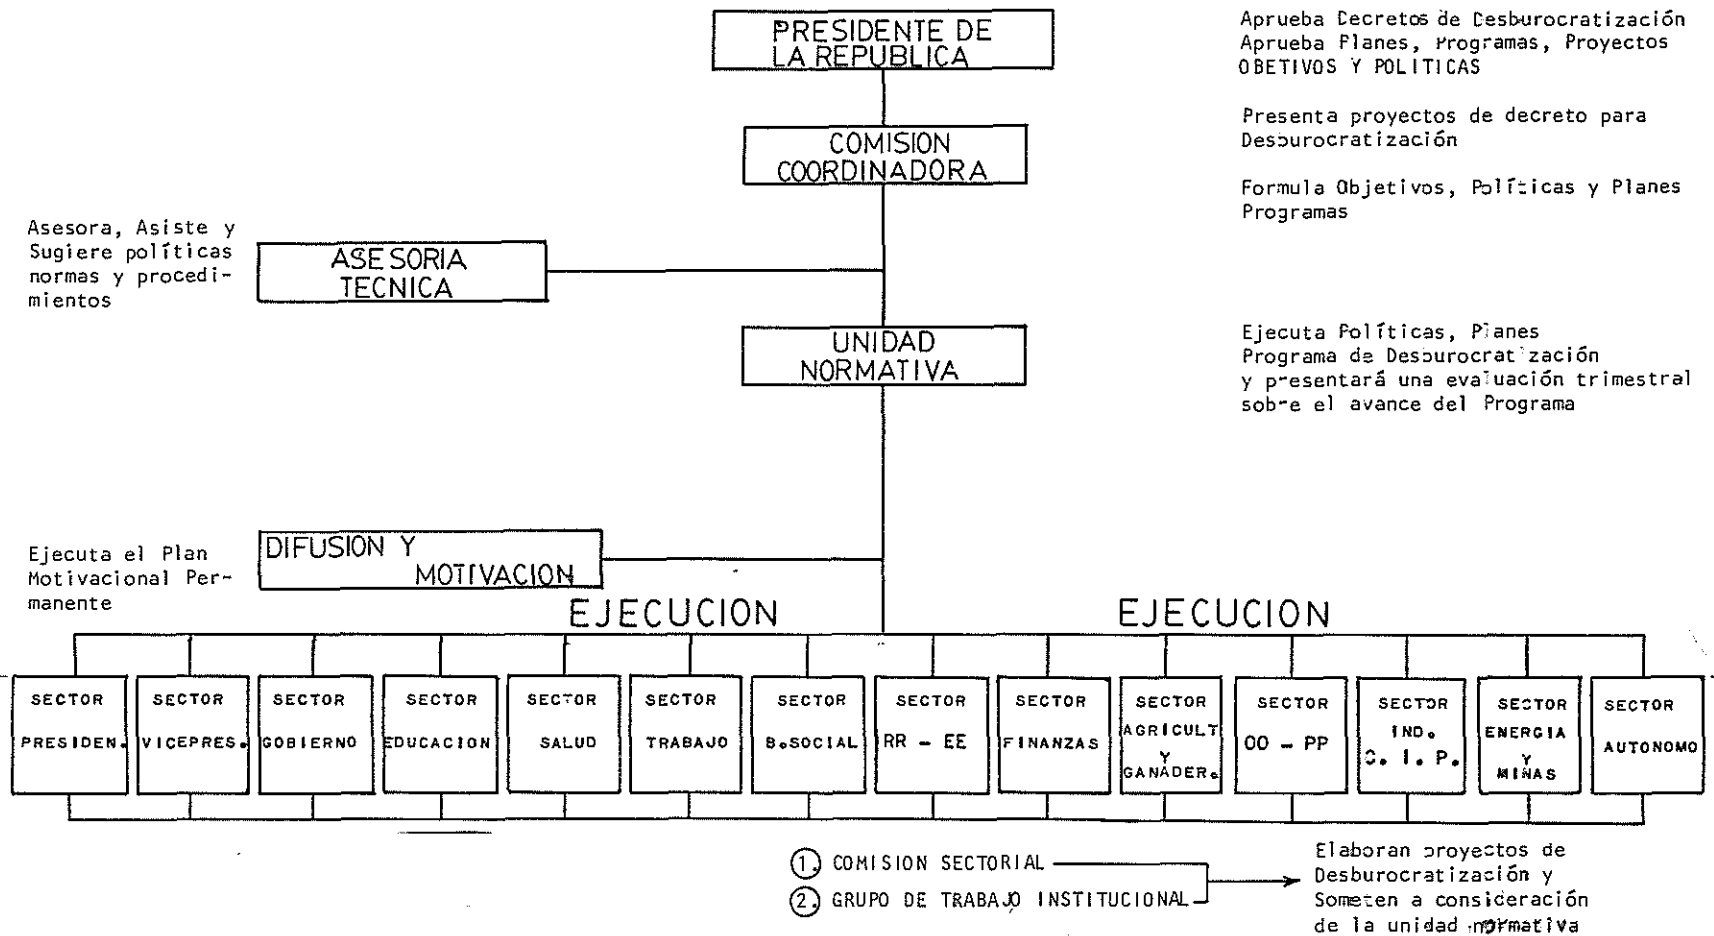 PRESIDENTE DE
LA REPUBLICA
Aprueba Decretos de Desburocratización
Aprueba Planes, Programas, Proyectos
OBETIVOS Y POLITICAS
COMISION
COORDINADORA
Presenta proyectos de decreto para
Desburocratización
Formula Objetivos, Políticas y Planes
Programas
Asesora, Asiste y
Sugiere políticas
normas y procedi-
mientos
ASESORIA
TECNICA
UNIDAD
NORMATIVA
Ejecuta Políticas, Planes
Programa de Desburocratización
y presentará una evaluación trimestral
sobre el avance del Programa
Ejecuta el Plan
Motivacional Per-
manente
DIFUSION Y
MOTIVACION
EJECUCION
EJECUCION
SECTOR
PRESIDEN.
SECTOR
VICEPRES.
SECTOR
GOBIERNO
SECTOR
EDUCACION
SECTOR
SALUD
SECTOR
TRABAJO
SECTOR
B.SOCIAL
SECTOR
RR - EE
SECTOR
FINANZAS
SECTOR
AGRICULT
Y
GANADER.
SECTOR
OO - PP
SECTOR
IND.
C. I. P.
SECTOR
ENERGIA
Y
MINAS
SECTOR
AUTONOMO
1. COMISION SECTORIAL
2. GRUPO DE TRABAJO INSTITUCIONAL
Elaboran proyectos de
Desburocratización y
Someten a consideración
de la unidad normativa